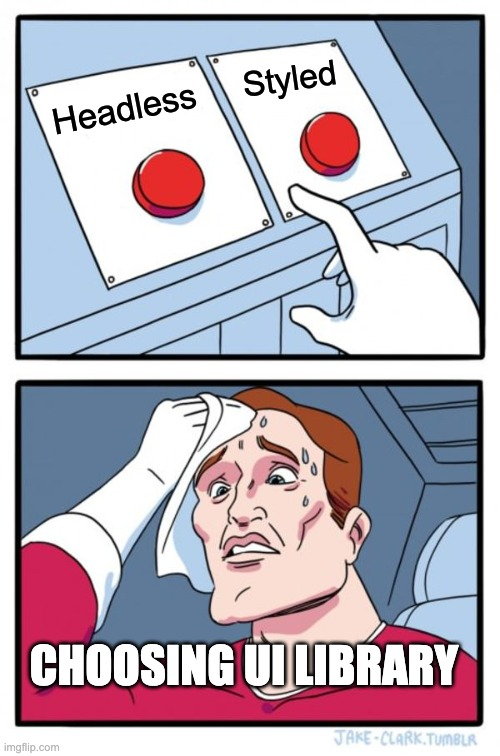 Headless
Styled
CHOOSING UI LIBRARY
JAKE-CLARK.TUMBLR
imgflip.com